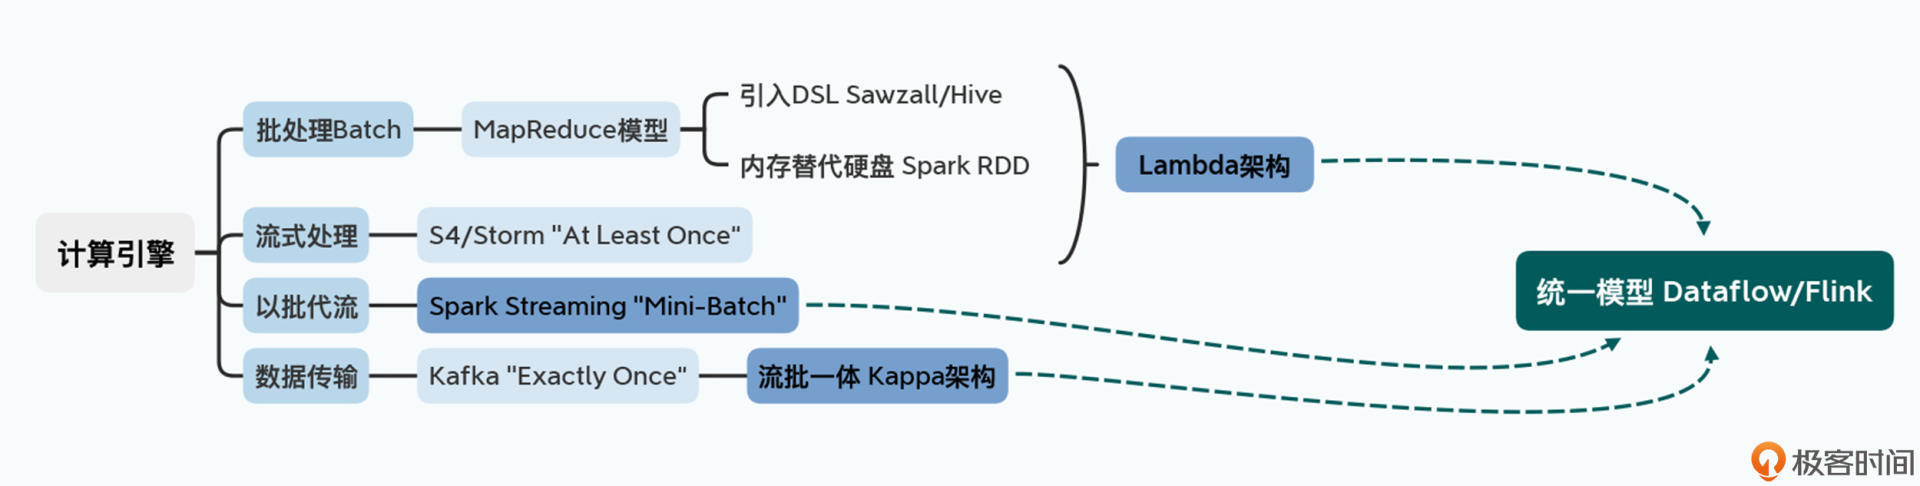 计算引擎
批处理Batch
MapReduce模型
引入DSL Sawzall/Hive
内存替代硬盘 Spark RDD
Lambda架构
流式处理
S4/Storm "At Least Once"
以批代流
Spark Streaming "Mini-Batch"
数据传输
Kafka "Exactly Once"
流批一体 Kappa架构
统一模型 Dataflow/Flink
极客时间